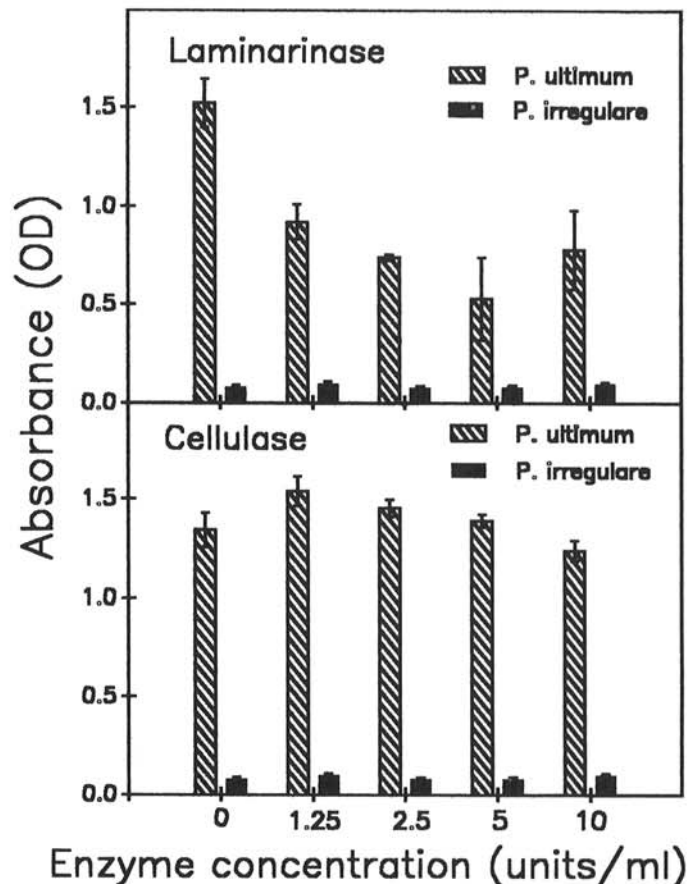 Laminarinase
P. ultimum
P. irregulare
1.5
1.0
0.5
0.0
Cellulase
P. ultimum
P. irregulare
1.5
1.0
0.5
0.0
Absorbance (OD)
0 1.25 2.5 5 10
Enzyme concentration (units/ml)